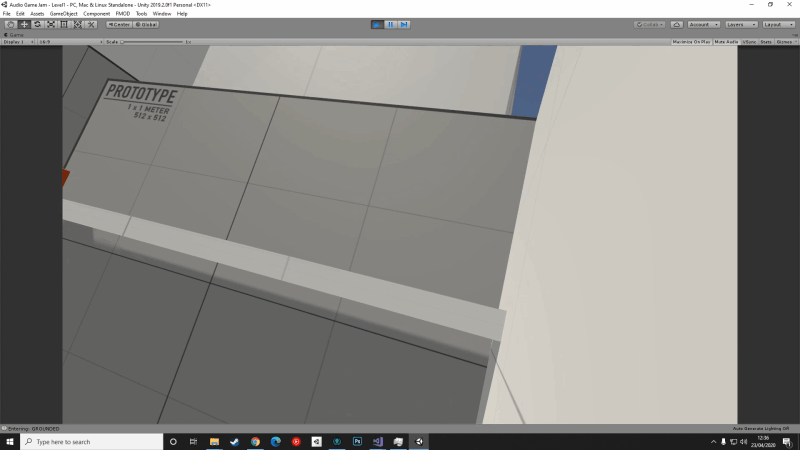 Audio Game Jam - Level1 - PC, Mac & Linux Standalone - Unity 2019.2.0f1 Personal <DX11>
File Edit Assets GameObject Component FMOD Tools Window Help
Center Global Collab Account Layers Layout
Game
Display 1 16:9 Scale 1x Maximize On Play Mute Audio VSync Stats Gizmos
PROTOTYPE
1 x 1 METER
512 x 512
Entering: GROUNDED
Auto Generate Lighting Off
Type here to search
12:36
23/04/2020